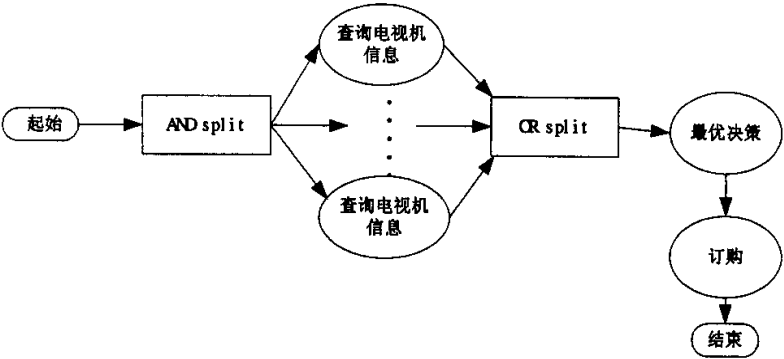 查询电视机
信息
起始
AND split
OR split
最优决策
查询电视机
信息
订购
结束